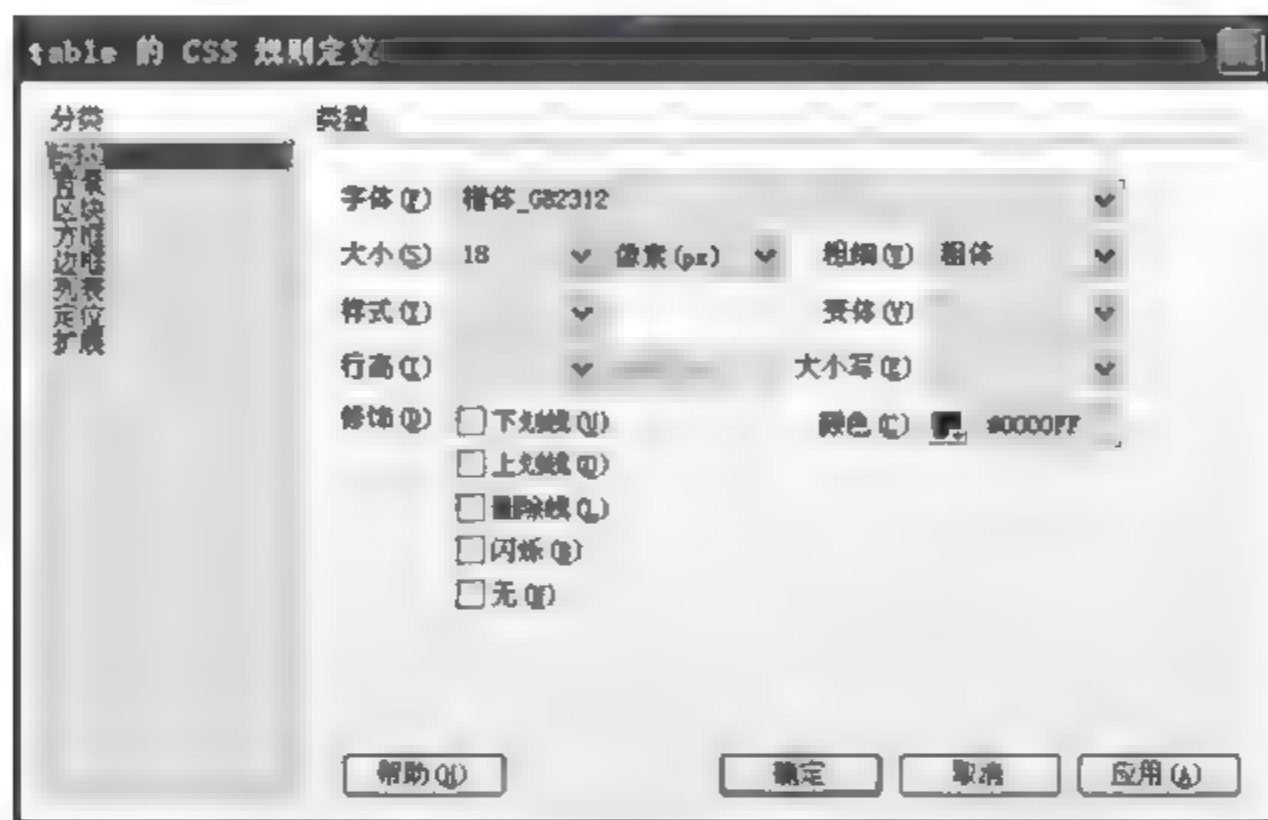 table 的 CSS 规则定义
分类
类型
类型
背景
区块
方框
边框
列表
定位
扩展
字体(F) 楷体_GB2312
大小(S) 18 像素(px) 粗细(W) 粗体
样式(T) 变体(V)
行高(I) 大小写(R)
修饰(D) 下划线(U) 颜色(C) #0000FF
上划线(O)
删除线(L)
闪烁(B)
无(N)
帮助(H) 确定 取消 应用(A)